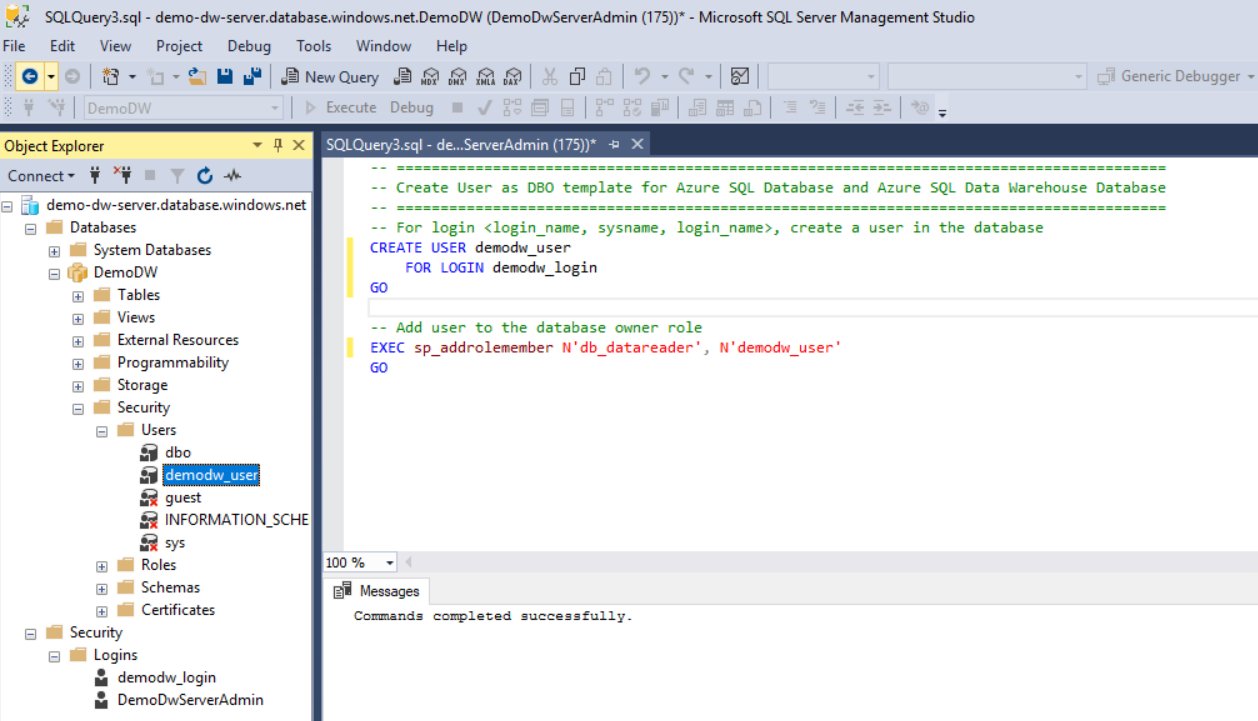 SQLQuery3.sql - demo-dw-server.database.windows.net.DemoDW (DemoDwServerAdmin (175))* - Microsoft SQL Server Management Studio
File Edit View Project Debug Tools Window Help
New Query MDX DMX XMLA DAX Generic Debugger
DemoDW Execute Debug
Object Explorer
Connect
demo-dw-server.database.windows.net
Databases
System Databases
DemoDW
Tables
Views
External Resources
Programmability
Storage
Security
Users
dbo
demodw_user
guest
INFORMATION_SCHE
sys
Roles
Schemas
Certificates
Security
Logins
demodw_login
DemoDwServerAdmin
SQLQuery3.sql - de...ServerAdmin (175))*
-- ========================================================================================
-- Create User as DBO template for Azure SQL Database and Azure SQL Data Warehouse Database
-- ========================================================================================
-- For login <login_name, sysname, login_name>, create a user in the database
CREATE USER demodw_user
FOR LOGIN demodw_login
GO
-- Add user to the database owner role
EXEC sp_addrolemember N'db_datareader', N'demodw_user'
GO
100 %
Messages
Commands completed successfully.